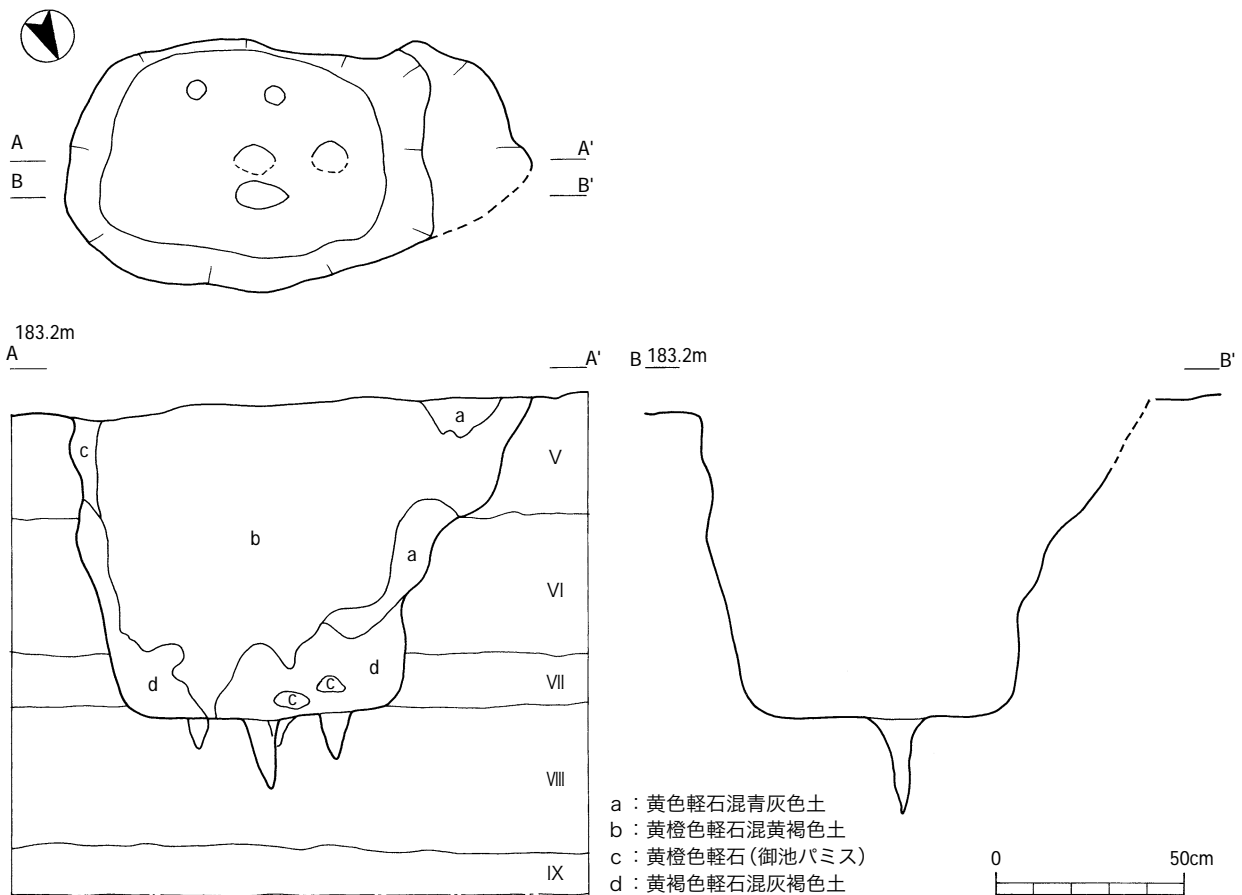 A A'
B B'
183.2m
A A' B 183.2m B'
a
c V
b
a
VI
d d
c VII
c
VIII
a：黄色軽石混青灰色土
b：黄橙色軽石混黄褐色土
c：黄橙色軽石(御池パミス) 0 50cm
IX
d：黄褐色軽石混灰褐色土